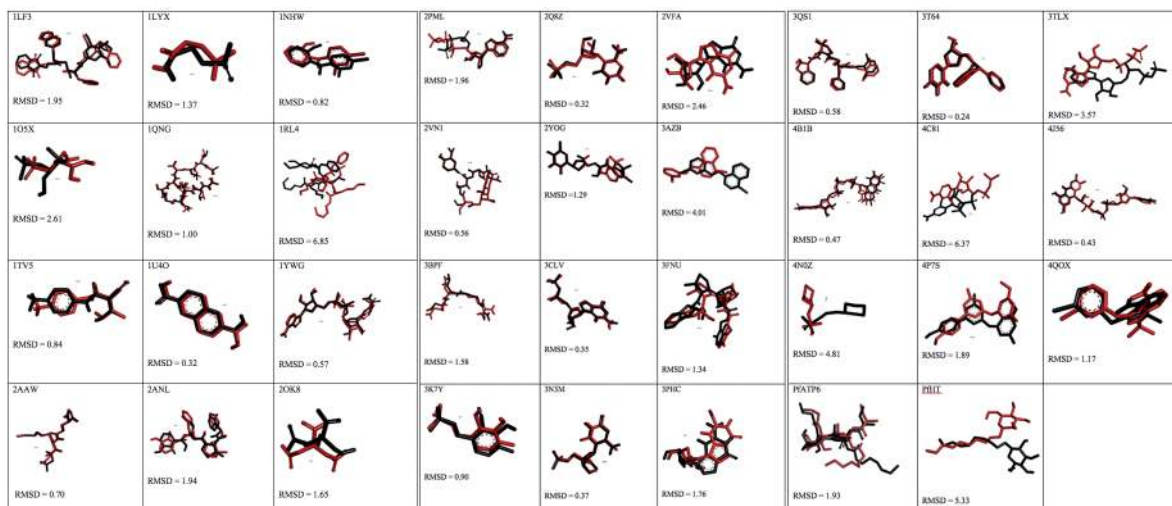 1LF3
RMSD = 1.95
1LYX
RMSD = 1.37
1NHW
RMSD = 0.82
2PML
RMSD = 1.96
2Q8Z
RMSD = 0.32
2VFA
RMSD = 2.46
3QS1
RMSD = 0.58
3T64
RMSD = 0.24
3TLX
RMSD = 3.57
1O5X
RMSD = 2.61
1QNG
RMSD = 1.00
1RL4
RMSD = 6.85
2VN1
RMSD = 0.56
2YOG
RMSD =1.29
3AZB
RMSD = 4.01
4B1B
RMSD = 0.47
4C81
RMSD = 6.37
4J56
RMSD = 0.43
1TV5
RMSD = 0.84
1U4O
RMSD = 0.32
1YWG
RMSD = 0.57
3BPF
RMSD = 1.58
3CLV
RMSD = 0.35
3FNU
RMSD = 1.34
4N0Z
RMSD = 4.81
4P7S
RMSD = 1.89
4QOX
RMSD = 1.17
2AAW
RMSD = 0.70
2ANL
RMSD = 1.94
2OK8
RMSD = 1.65
3K7Y
RMSD = 0.90
3N3M
RMSD = 0.37
3PHC
RMSD = 1.76
PfATP6
RMSD = 1.93
PfHT
RMSD = 5.33